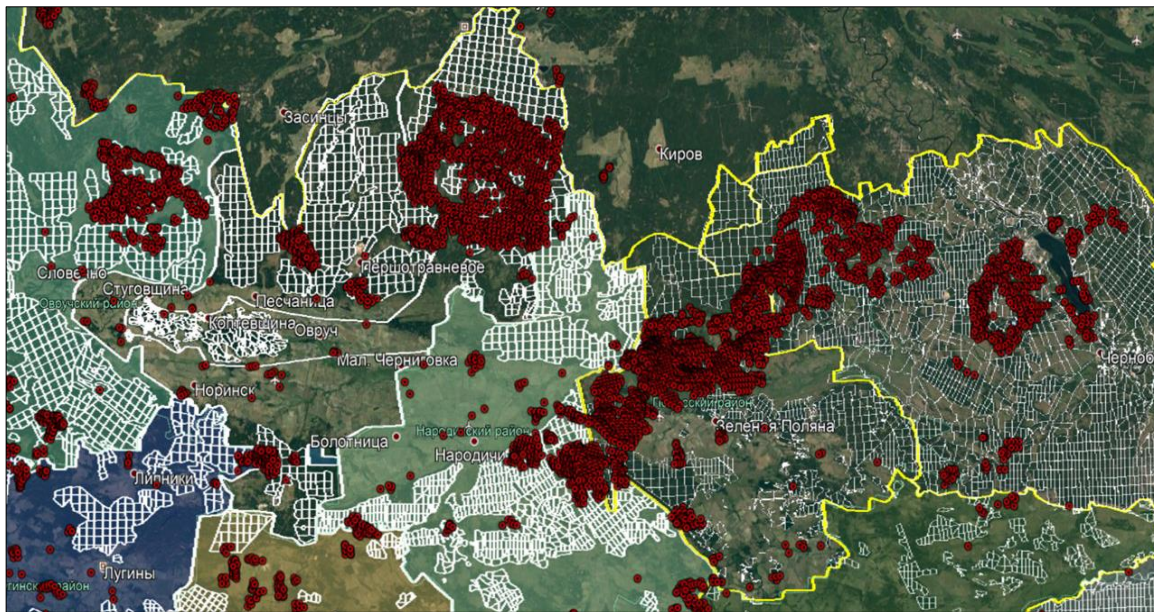 Засинцы
Киров
Словечно
Першотравневое
Стуговщина
Песчаница
Овручский район
Коптевщина
Овруч
Мал. Черниговка
Норинск
Зеленая Поляна
Народичский район
Болотница
Народичи
Липники
Лугины